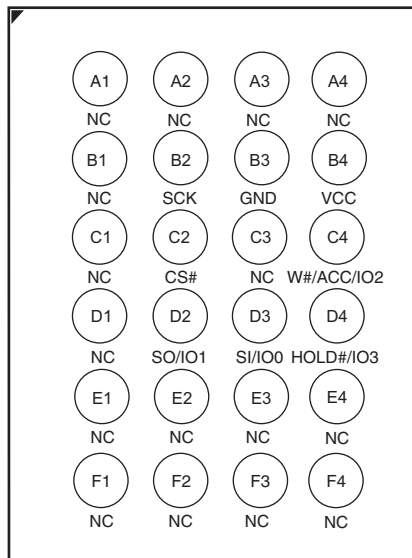 A1 A2 A3 A4
NC NC NC NC
B1 B2 B3 B4
NC SCK GND VCC
C1 C2 C3 C4
NC CS# NC W#/ACC/IO2
D1 D2 D3 D4
NC SO/IO1 SI/IO0 HOLD#/IO3
E1 E2 E3 E4
NC NC NC NC
F1 F2 F3 F4
NC NC NC NC